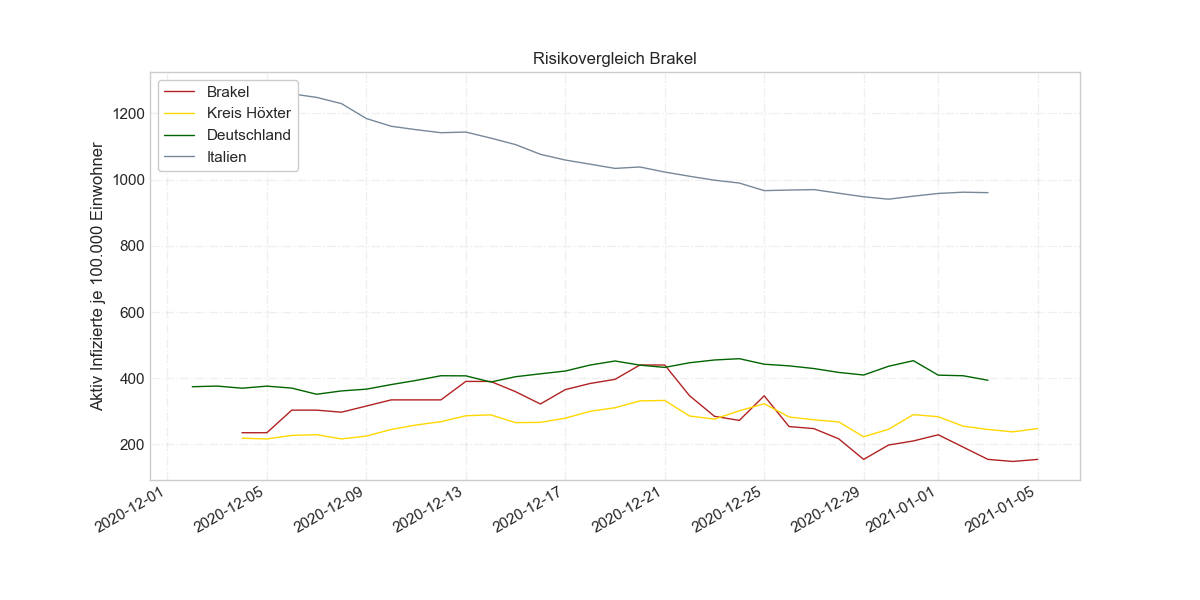 Risikovergleich Brakel
Brakel
Kreis Höxter
Deutschland
Italien
Aktiv Infizierte je 100.000 Einwohner
1200
1000
800
600
400
200
2020-12-01
2020-12-05
2020-12-09
2020-12-13
2020-12-17
2020-12-21
2020-12-25
2020-12-29
2021-01-01
2021-01-05